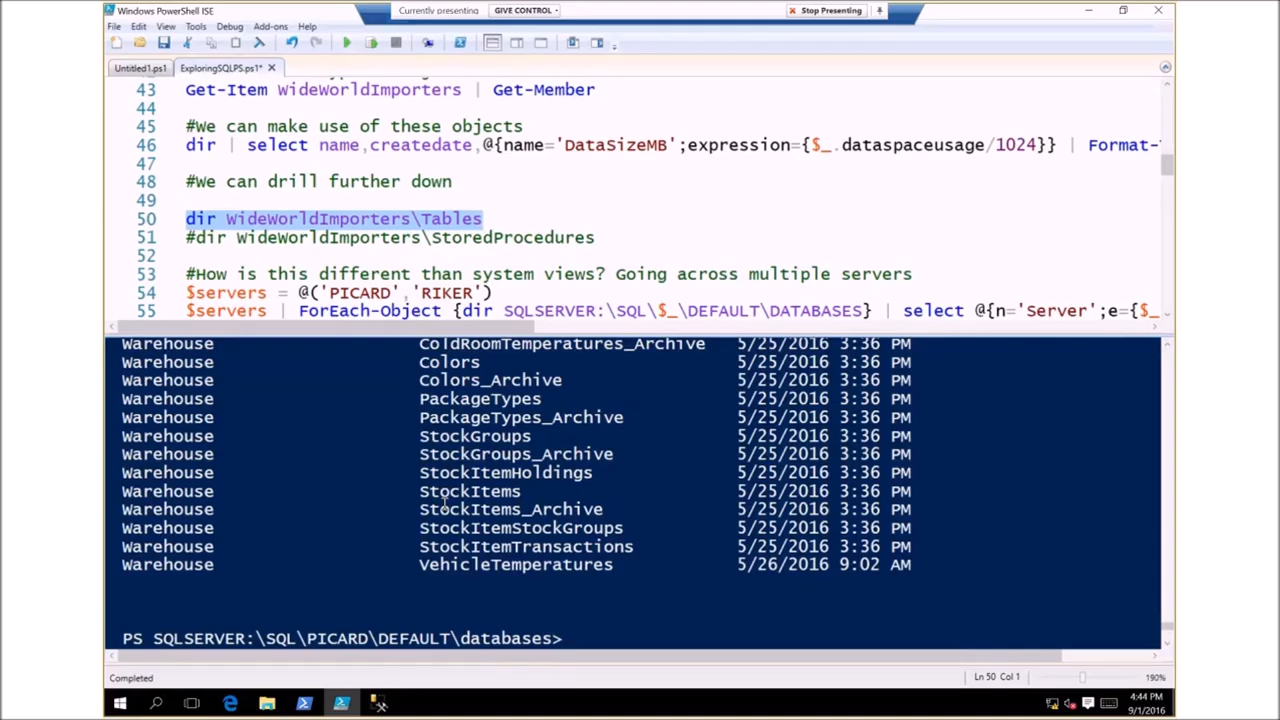 Windows PowerShell ISE
Currently presenting GIVE CONTROL Stop Presenting
File Edit View Tools Debug Add-ons Help
Untitled1.ps1 ExploringSQLPS.ps1*
43 Get-Item WideWorldImporters | Get-Member
44
45 #We can make use of these objects
46 dir | select name,createdate,@{name='DataSizeMB';expression={$_.dataspaceusage/1024}} | Format-
47
48 #We can drill further down
49
50 dir WideWorldImporters\Tables
51 #dir WideWorldImporters\StoredProcedures
52
53 #How is this different than system views? Going across multiple servers
54 $servers = @('PICARD','RIKER')
55 $servers | ForEach-Object {dir SQLSERVER:\SQL\$_\DEFAULT\DATABASES} | select @{n='Server';e={$_
Warehouse ColdRoomTemperatures_Archive 5/25/2016 3:36 PM
Warehouse Colors 5/25/2016 3:36 PM
Warehouse Colors_Archive 5/25/2016 3:36 PM
Warehouse PackageTypes 5/25/2016 3:36 PM
Warehouse PackageTypes_Archive 5/25/2016 3:36 PM
Warehouse StockGroups 5/25/2016 3:36 PM
Warehouse StockGroups_Archive 5/25/2016 3:36 PM
Warehouse StockItemHoldings 5/25/2016 3:36 PM
Warehouse StockItems 5/25/2016 3:36 PM
Warehouse StockItems_Archive 5/25/2016 3:36 PM
Warehouse StockItemStockGroups 5/25/2016 3:36 PM
Warehouse StockItemTransactions 5/25/2016 3:36 PM
Warehouse VehicleTemperatures 5/26/2016 9:02 AM
PS SQLSERVER:\SQL\PICARD\DEFAULT\databases>
Completed Ln 50 Col 1 190%
4:44 PM
9/1/2016